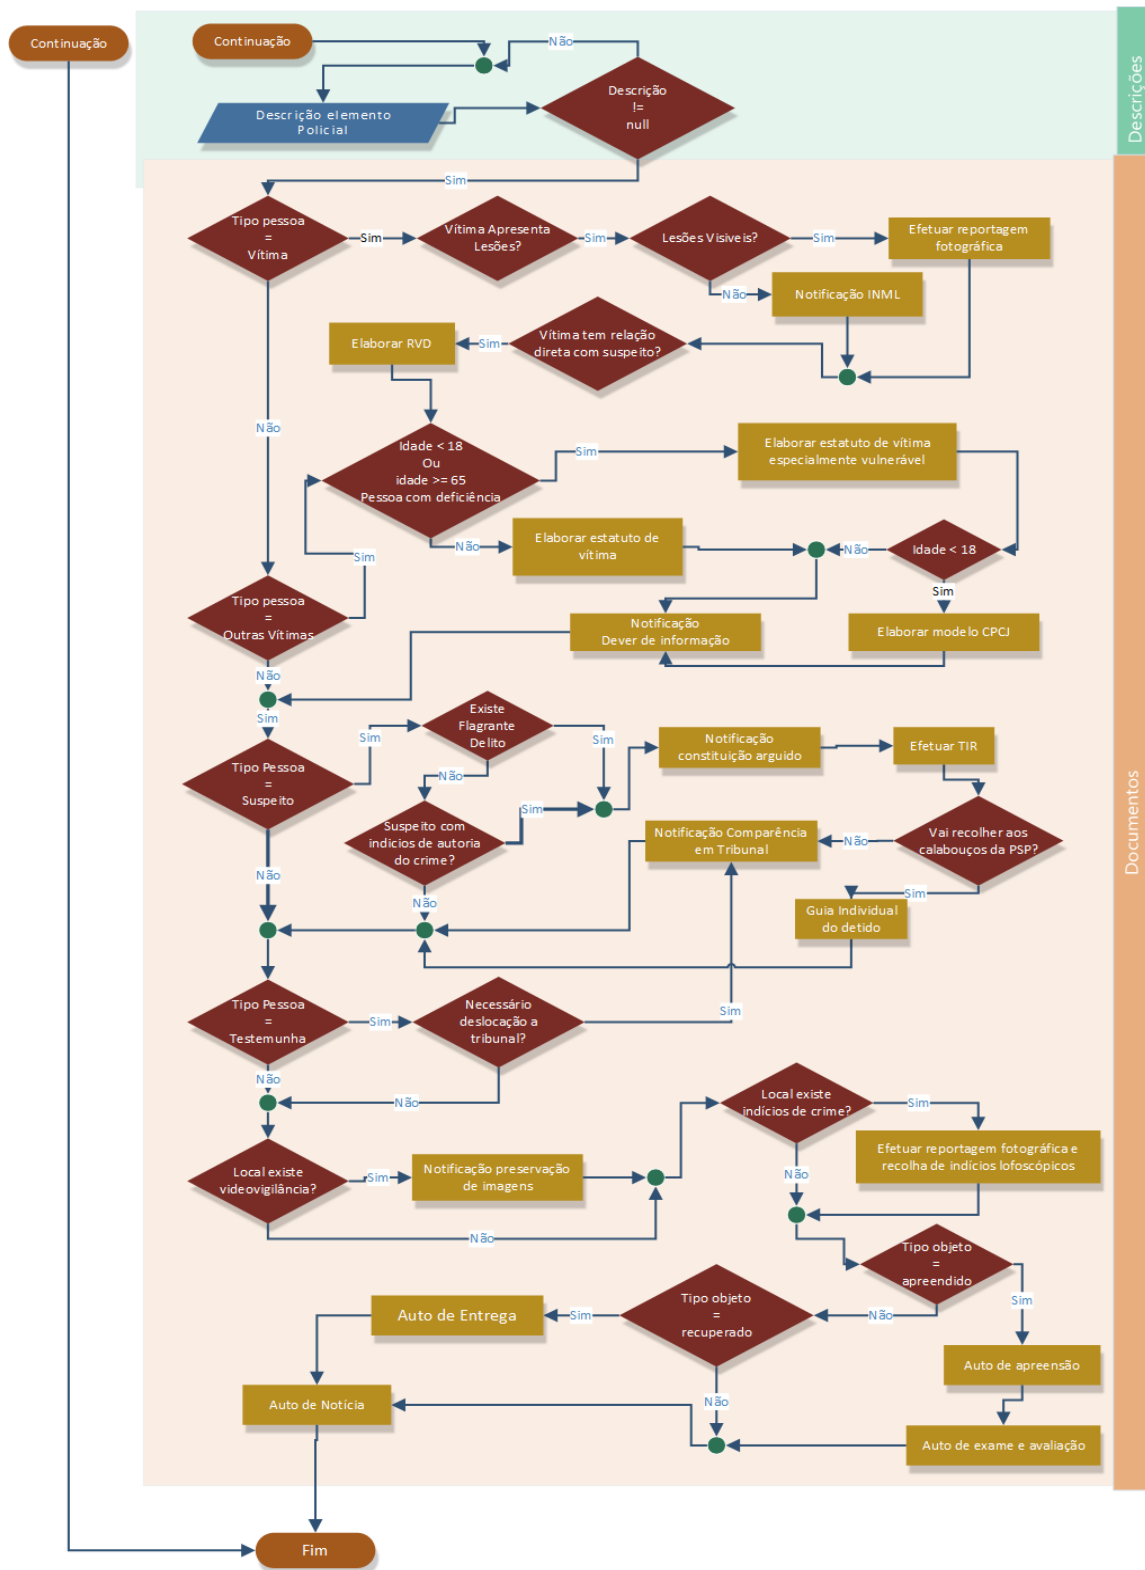 Continuação
Continuação
Não
Descrições
Descrição
!=
null
Descrição elemento
Policial
Sim
Tipo pessoa
=
Vítima
Sim
Vítima Apresenta
Lesões?
Sim
Lesões Visiveis?
Sim
Efetuar reportagem
fotográfica
Não
Notificação INML
Elaborar RVD
Sim
Vítima tem relação
direta com suspeito?
Não
Idade < 18
Ou
idade >= 65
Pessoa com deficiência
Sim
Elaborar estatuto de vítima
especialmente vulnerável
Não
Elaborar estatuto de
vítima
Não
Idade < 18
Sim
Sim
Tipo pessoa
=
Outras Vítimas
Notificação
Dever de informação
Elaborar modelo CPCJ
Não
Sim
Existe
Flagrante
Delito
Sim
Sim
Notificação
constituição arguido
Efetuar TIR
Tipo Pessoa
=
Suspeito
Não
Documentos
Suspeito com
indícios de autoria
do crime?
Sim
Notificação Comparência
em Tribunal
Não
Vai recolher aos
calabouços da PSP?
Não
Não
Sim
Guia Individual
do detido
Tipo Pessoa
=
Testemunha
Sim
Necessário
deslocação a
tribunal?
Sim
Não
Não
Local existe
indícios de crime?
Sim
Efetuar reportagem fotográfica e
recolha de indícios lofoscópicos
Local existe
videovigilância?
Sim
Notificação preservação
de imagens
Não
Não
Tipo objeto
=
apreendido
Sim
Auto de Entrega
Sim
Tipo objeto
=
recuperado
Não
Auto de apreensão
Auto de Notícia
Não
Auto de exame e avaliação
Fim